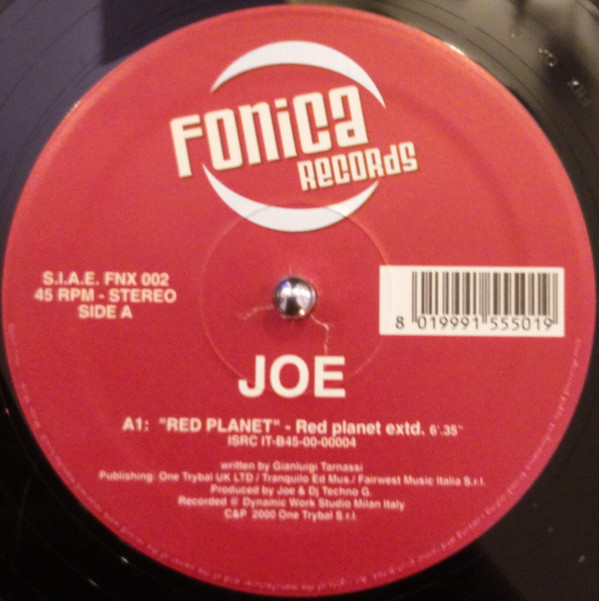 FONICA
RECORDS
S.I.A.E. FNX 002
45 RPM - STEREO
SIDE A
8 019991 555019
JOE
A1: "RED PLANET" - Red planet extd. 6'.35"
ISRC IT-B45-00-00004
written by Gianluigi Tarnassi
Publishing: One Trybal UK LTD / Tranquilo Ed Mus./ Fairwest Music Italia S.r.l.
Produced by Joe & Dj Techno G.
Recorded @ Dynamic Work Studio Milan Italy
C&P 2000 One Trybal S.r.l.